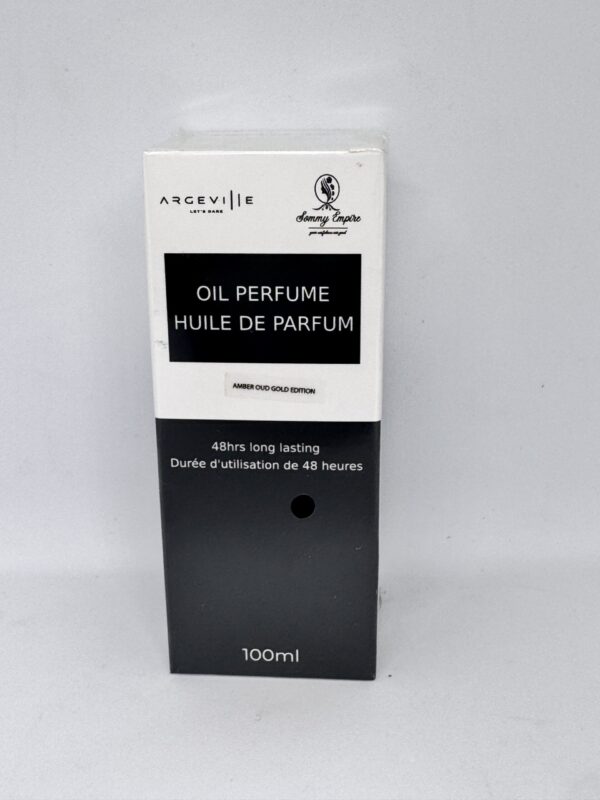 ARGEVILLE
LET'S DARE
Sommy Empire
OIL PERFUME
HUILE DE PARFUM
AMBER OUD GOLD EDITION
48hrs long lasting
Durée d'utilisation de 48 heures
100ml